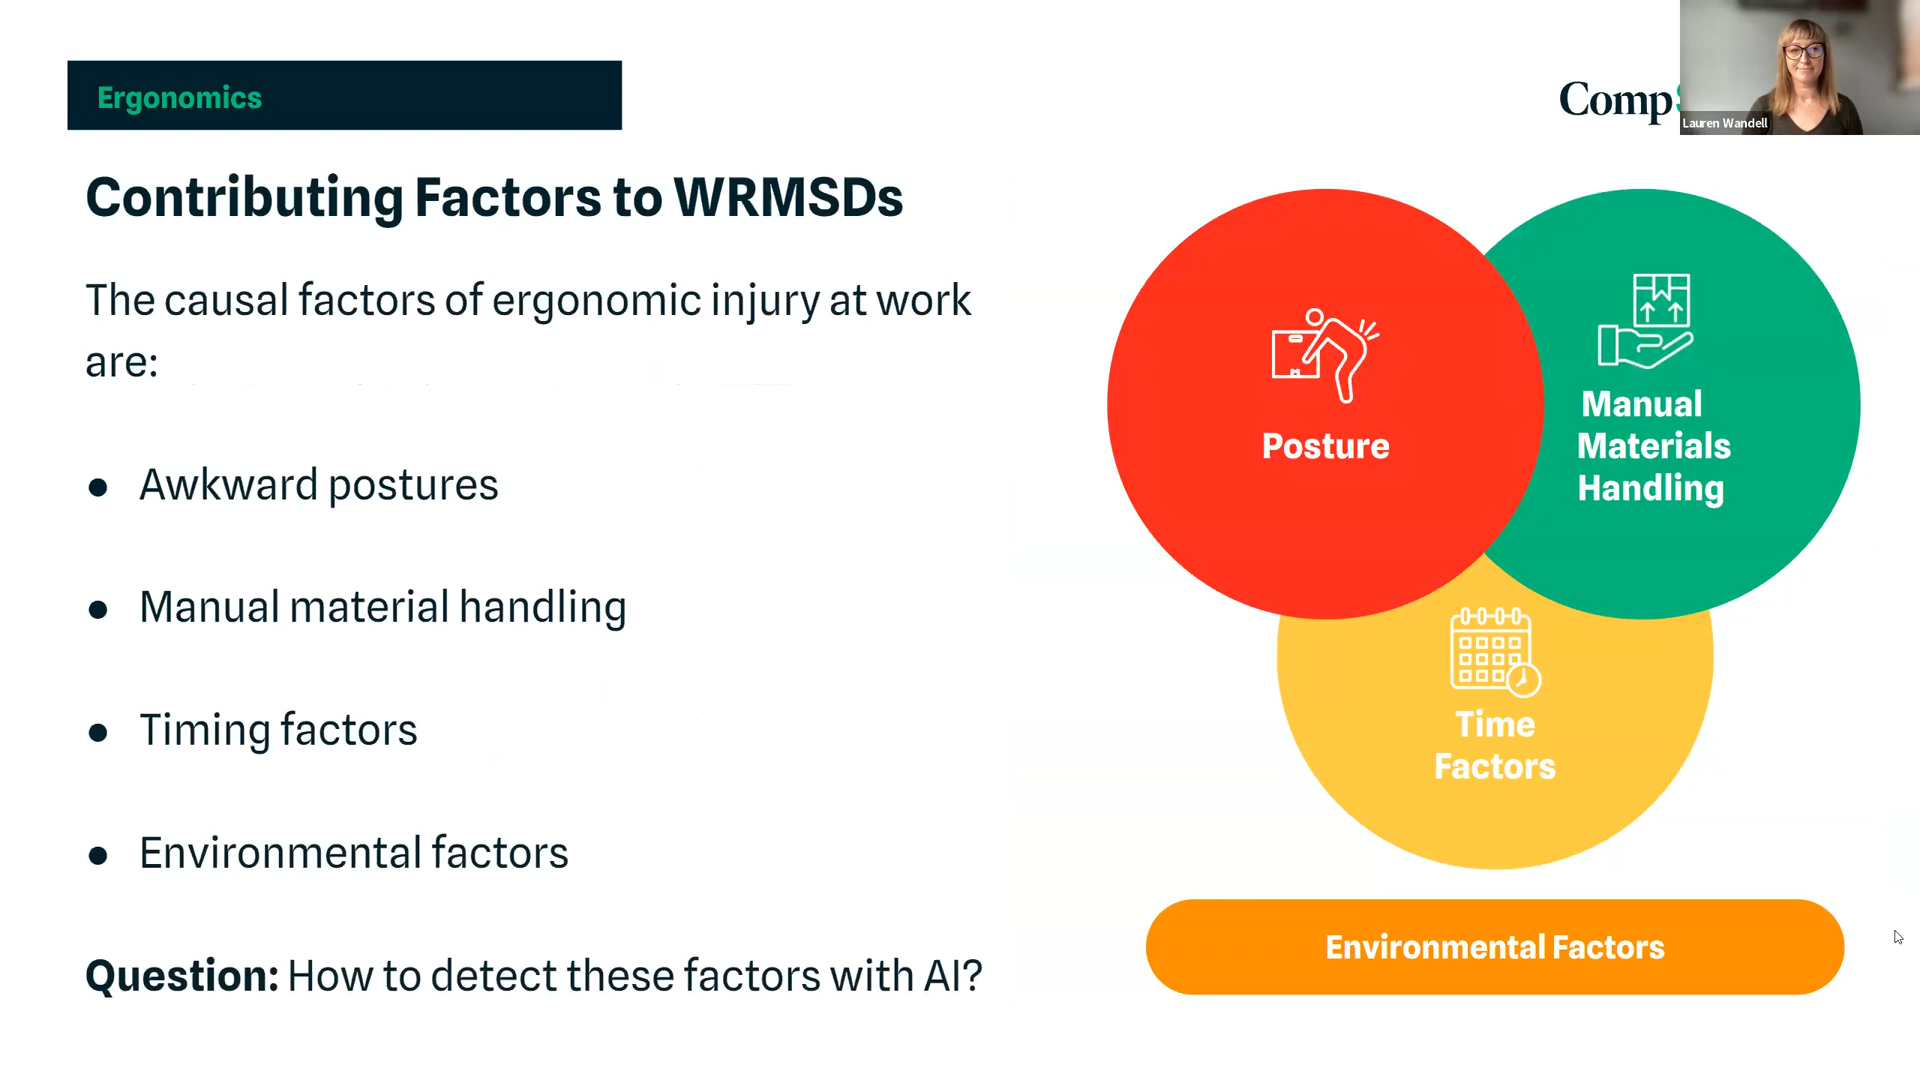 Ergonomics
Comp
Lauren Wandell
Contributing Factors to WRMSDs
The causal factors of ergonomic injury at work
are:
● Awkward postures
● Manual material handling
● Timing factors
● Environmental factors
Question: How to detect these factors with AI?
Posture
Manual
Materials
Handling
Time
Factors
Environmental Factors